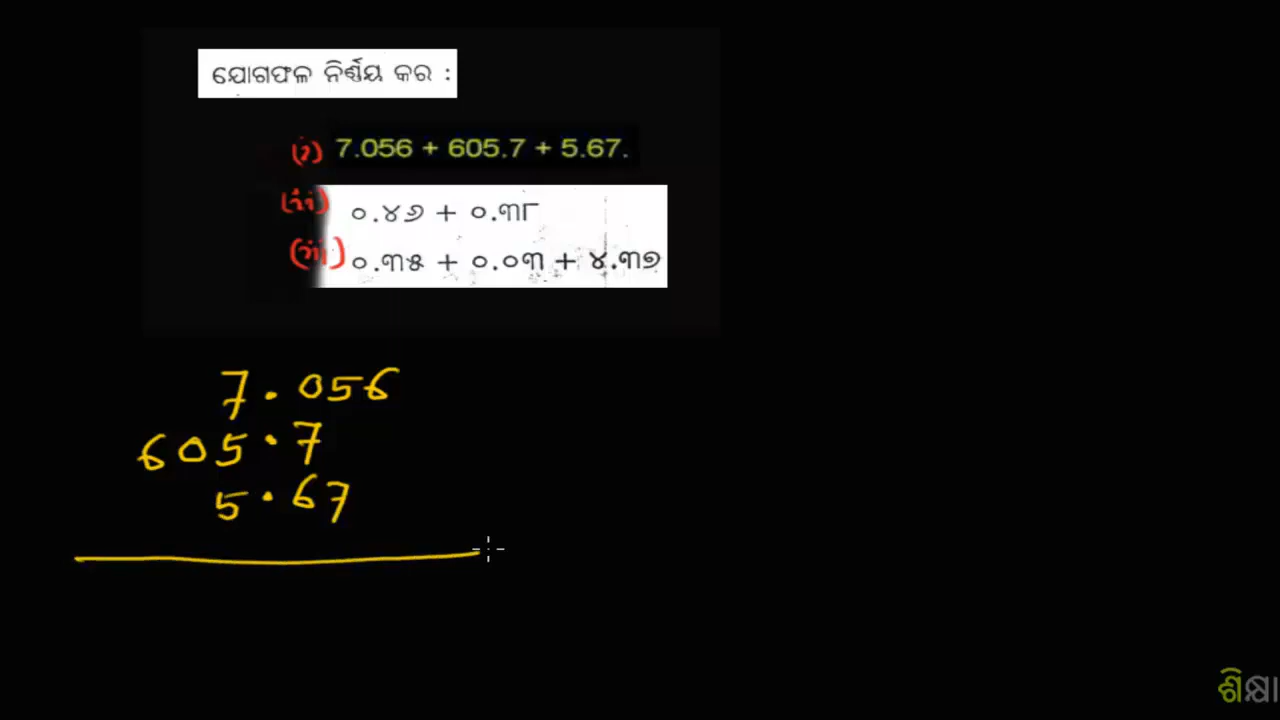 ଯୋଗଫଳ ନିର୍ଣ୍ଣୟ କର :
(i) 7.056 + 605.7 + 5.67.
(ii) ୦.୪୬ + ୦.୩୮
(iii) ୦.୩୫ + ୦.୦୩ + ୪.୩୭
7.056
605.7
5.67
ଶିକ୍ଷା